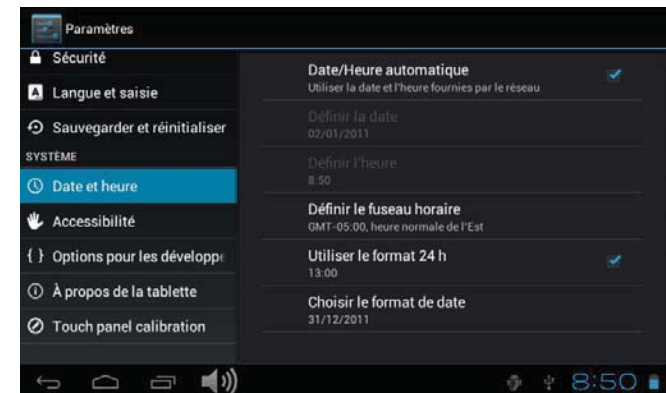 Paramètres
Sécurité
Langue et saisie
Sauvegarder et réinitialiser
SYSTÈME
Date et heure
Accessibilité
{ } Options pour les développe
À propos de la tablette
Touch panel calibration
Date/Heure automatique
Utiliser la date et l'heure fournies par le réseau
Définir la date
02/01/2011
Définir l'heure
8:50
Définir le fuseau horaire
GMT-05:00, heure normale de l'Est
Utiliser le format 24 h
13:00
Choisir le format de date
31/12/2011
8:50